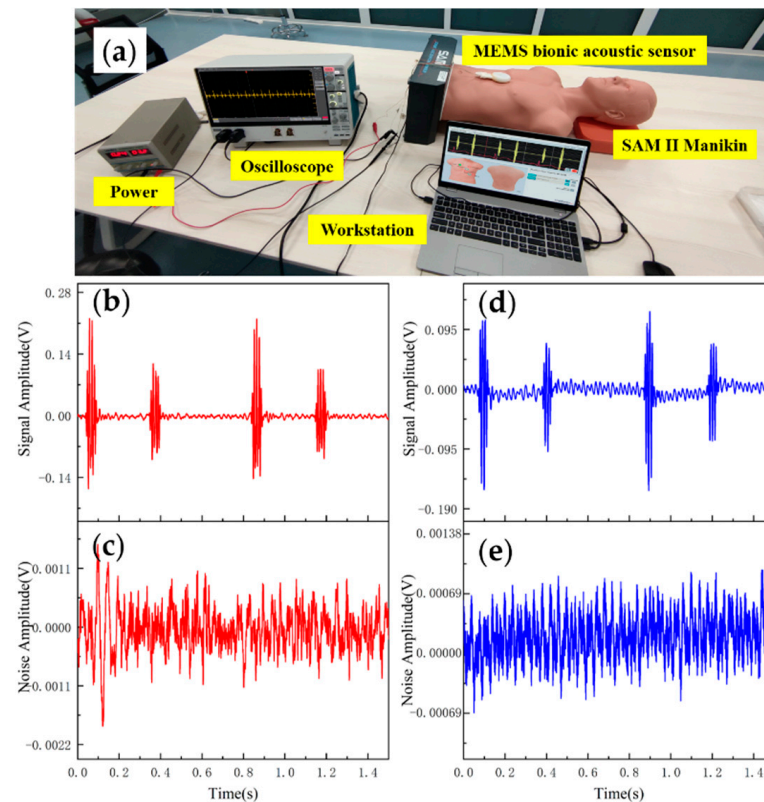 (a)
MEMS bionic acoustic sensor
SAM II Manikin
Oscilloscope
Power
Workstation
SAM
(b)
0.28
0.14
0.00
-0.14
Signal Amplitude(V)
(d)
0.095
0.000
-0.095
-0.190
Signal Amplitude(V)
(c)
0.0011
0.0000
-0.0011
-0.0022
Noise Amplitude(V)
0.0 0.2 0.4 0.6 0.8 1.0 1.2 1.4
Time(s)
(e)
0.00138
0.00069
0.00000
-0.00069
Noise Amplitude(V)
0.0 0.2 0.4 0.6 0.8 1.0 1.2 1.4
Time(s)